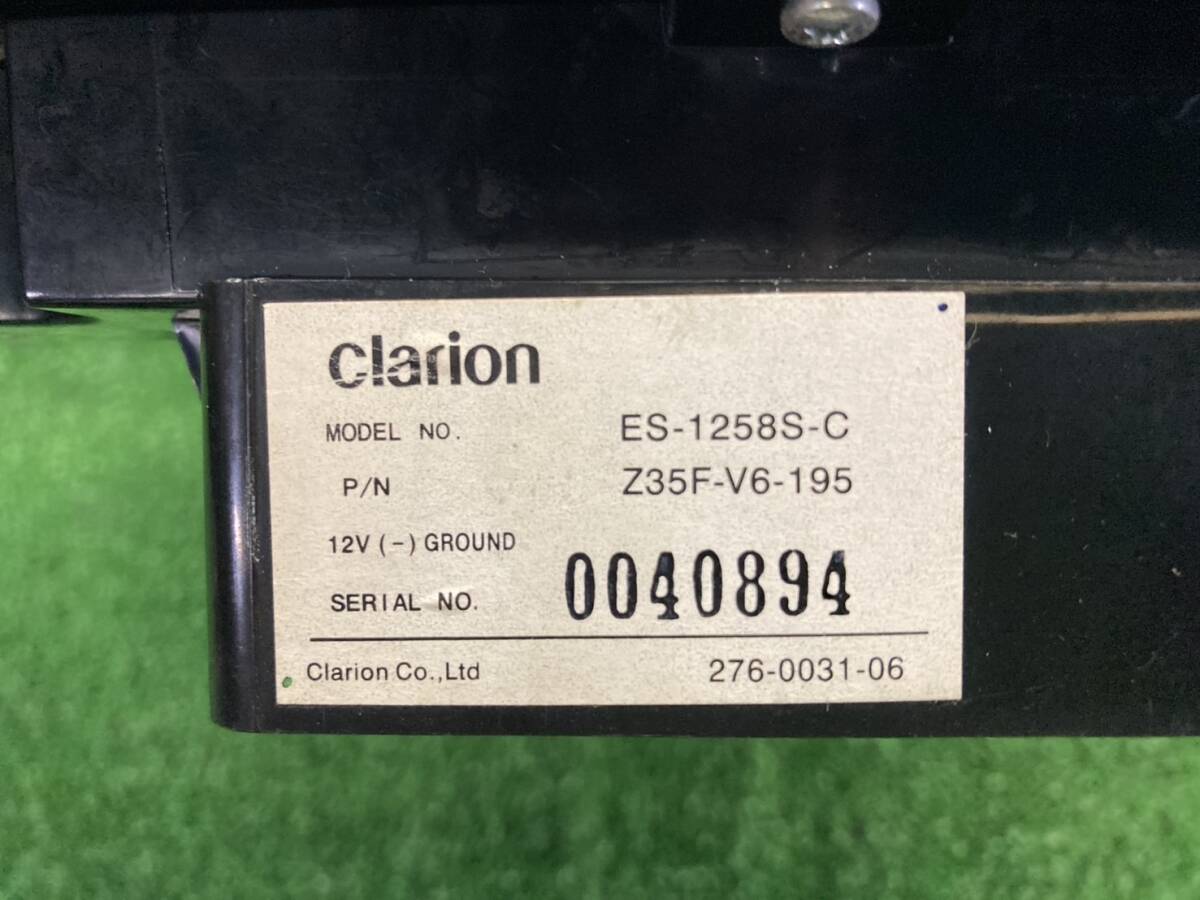 clarion
MODEL NO. ES-1258S-C
P/N Z35F-V6-195
12V (-) GROUND
SERIAL NO. 0040894
Clarion Co.,Ltd 276-0031-06